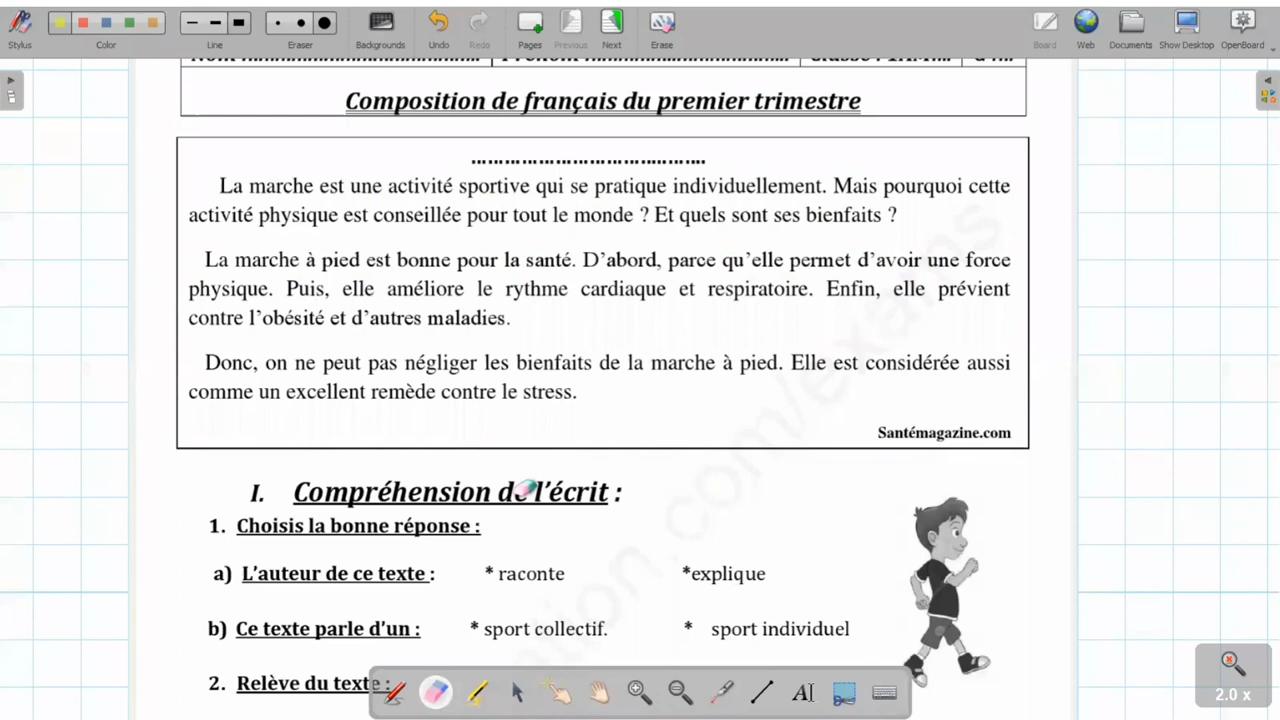 Stylus
Color
Line
Eraser
Backgrounds
Undo
Redo
Pages
Previous
Next
Erase
Board
Web
Documents
Show Desktop
OpenBoard
Composition de français du premier trimestre
La marche est une activité sportive qui se pratique individuellement. Mais pourquoi cette
activité physique est conseillée pour tout le monde ? Et quels sont ses bienfaits ?
La marche à pied est bonne pour la santé. D'abord, parce qu'elle permet d'avoir une force
physique. Puis, elle améliore le rythme cardiaque et respiratoire. Enfin, elle prévient
contre l'obésité et d'autres maladies.
Donc, on ne peut pas négliger les bienfaits de la marche à pied. Elle est considérée aussi
comme un excellent remède contre le stress.
Santémagazine.com
I. Compréhension de l'écrit :
1. Choisis la bonne réponse :
a) L'auteur de ce texte : * raconte *explique
b) Ce texte parle d'un : * sport collectif. * sport individuel
2. Relève du texte :
2.0 x